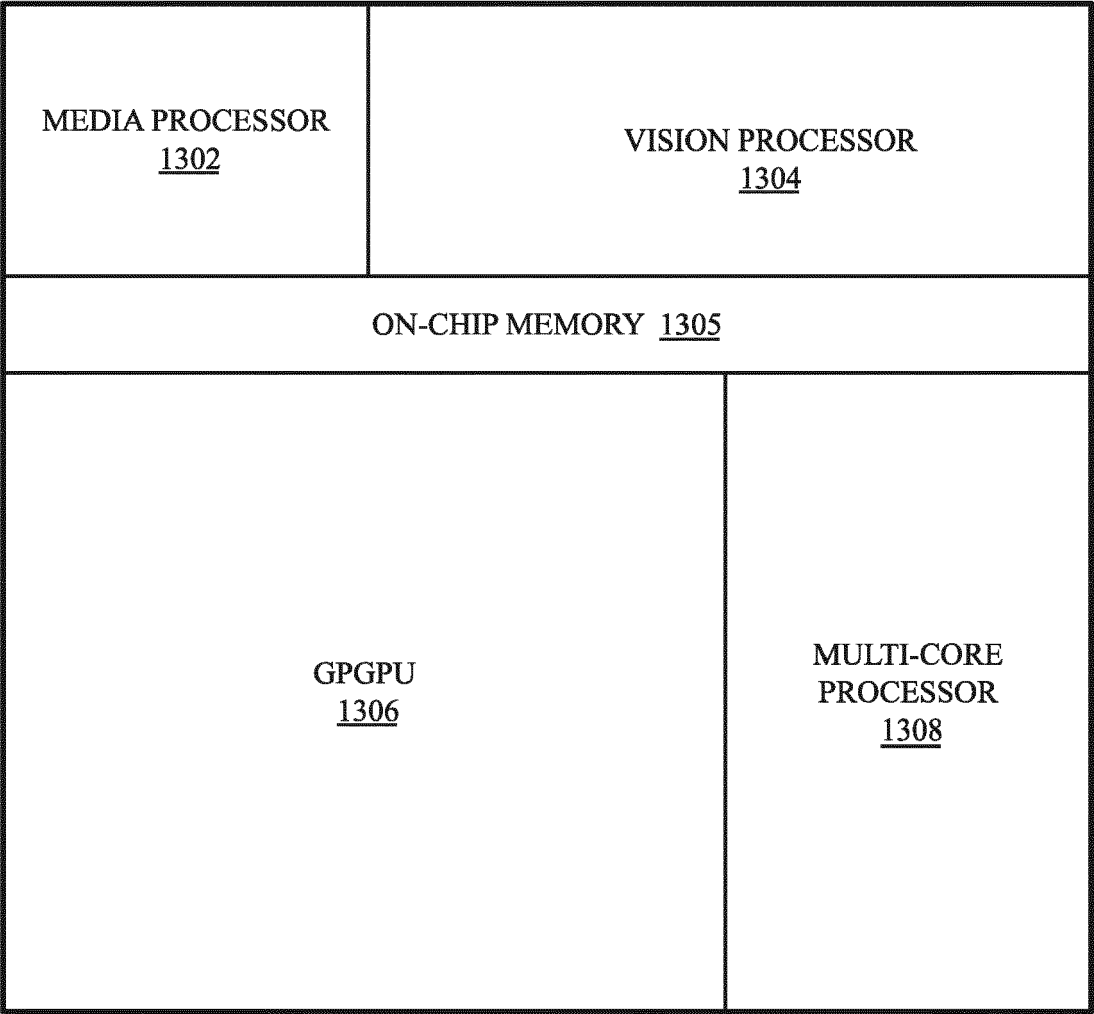 MEDIA PROCESSOR
1302
VISION PROCESSOR
1304
ON-CHIP MEMORY 1305
GPGPU
1306
MULTI-CORE
PROCESSOR
1308